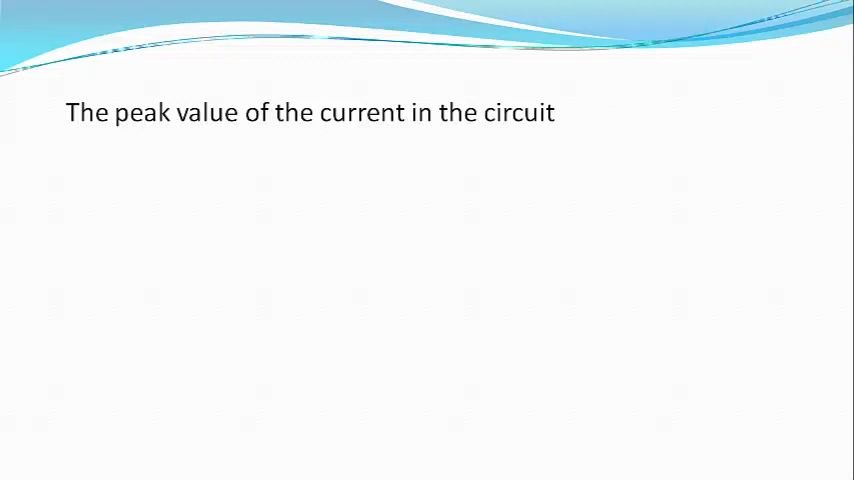 The peak value of the current in the circuit